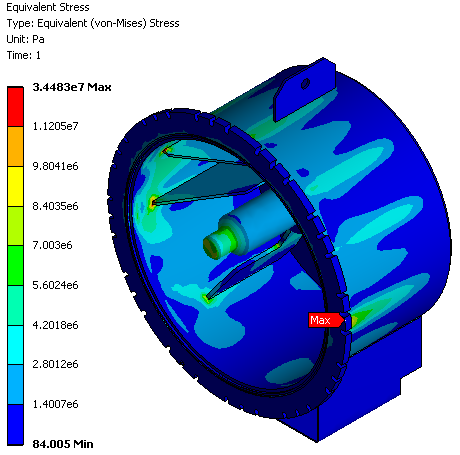 Equivalent Stress
Type: Equivalent (von-Mises) Stress
Unit: Pa
Time: 1
3.4483e7 Max
1.1205e7
9.8041e6
8.4035e6
7.003e6
5.6024e6
4.2018e6
2.8012e6
1.4007e6
84.005 Min
Max